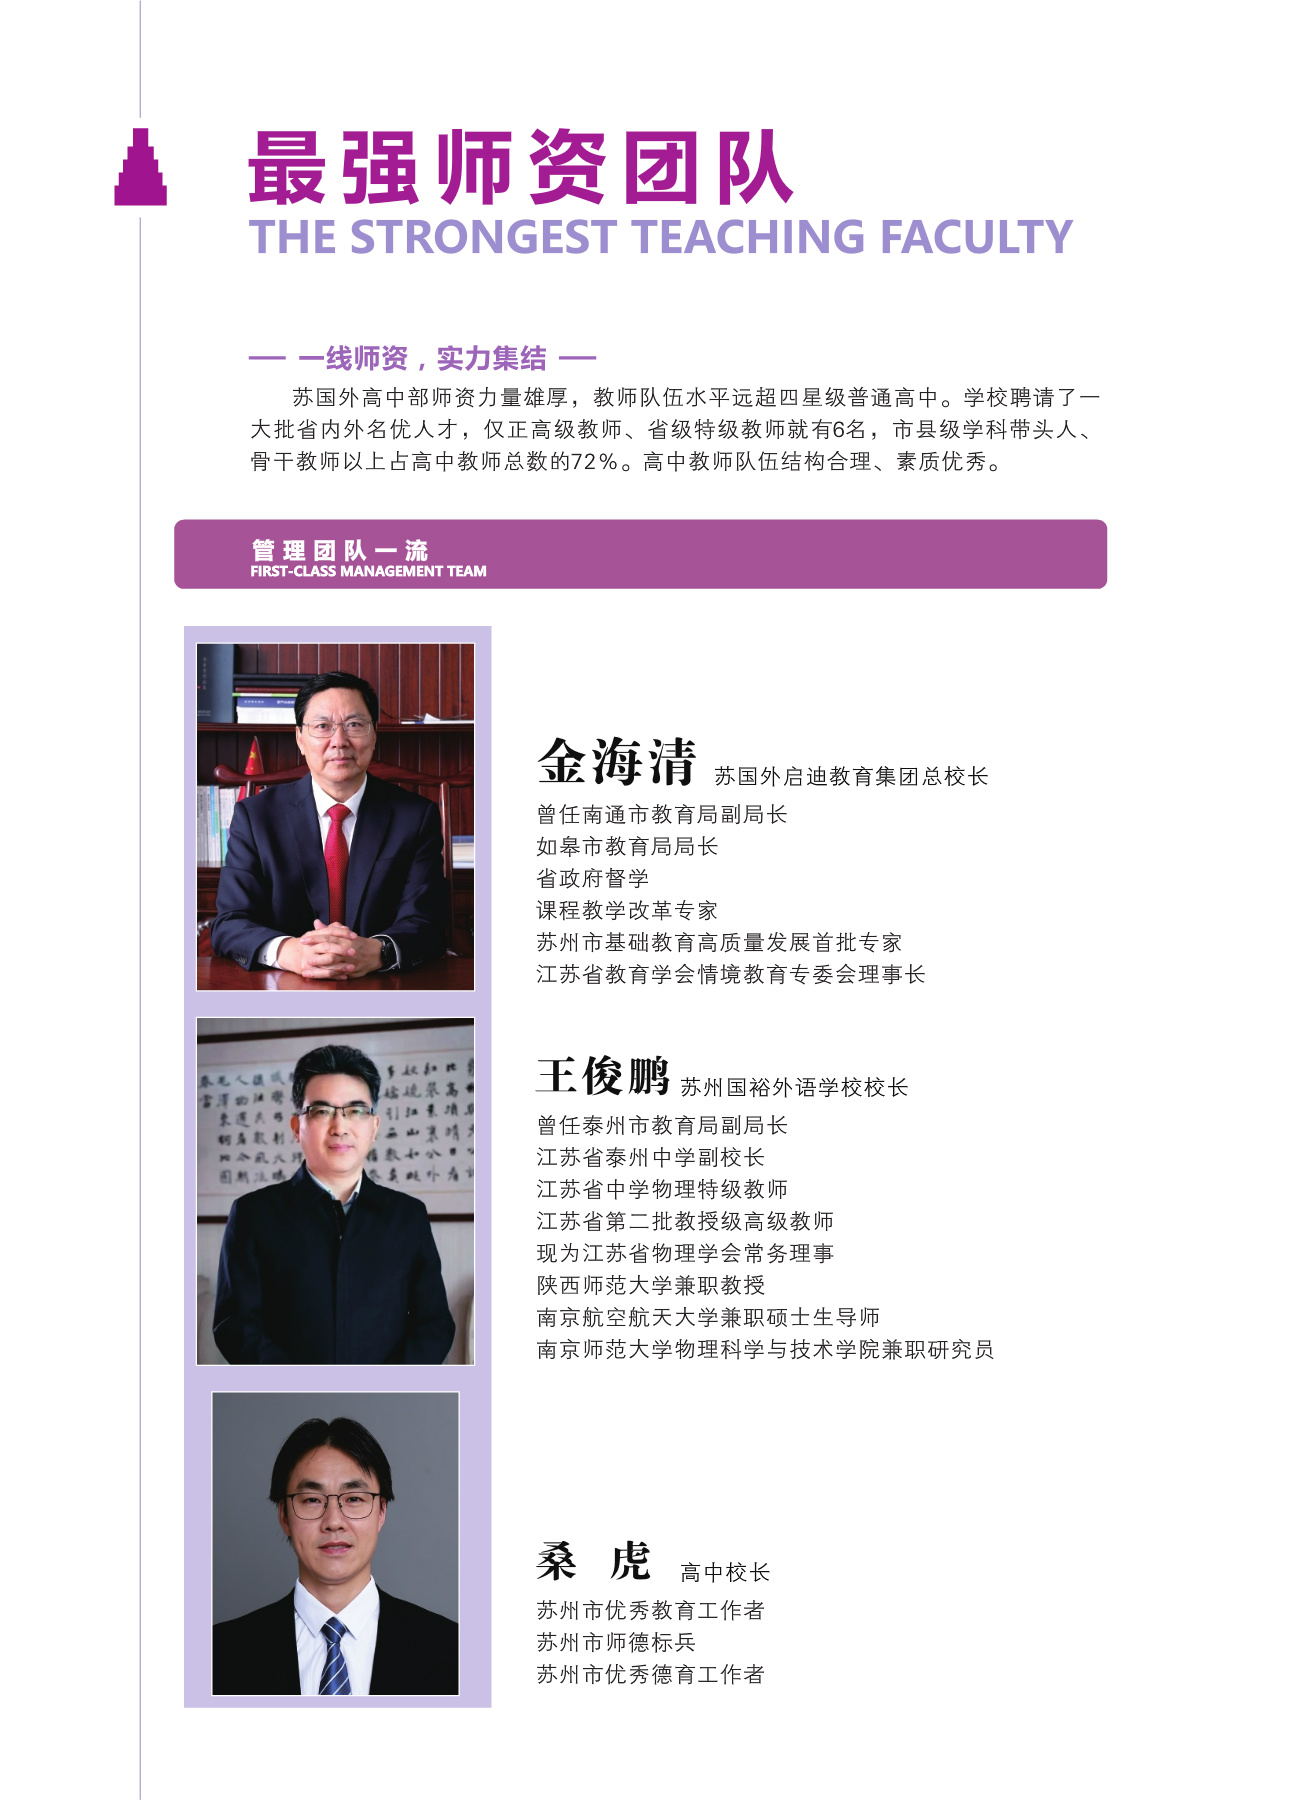 最强师资团队
THE STRONGEST TEACHING FACULTY
一线师资，实力集结
苏国外高中部师资力量雄厚，教师队伍水平远超四星级普通高中。学校聘请了一
大批省内外名优人才，仅正高级教师、省级特级教师就有6名，市县级学科带头人、
骨干教师以上占高中教师总数的72%。高中教师队伍结构合理、素质优秀。
管理团队一流
FIRST-CLASS MANAGEMENT TEAM
金海清 苏国外启迪教育集团总校长
曾任南通市教育局副局长
如皋市教育局局长
省政府督学
课程教学改革专家
苏州市基础教育高质量发展首批专家
江苏省教育学会情境教育专委会理事长
王俊鹏 苏州国裕外语学校校长
曾任泰州市教育局副局长
江苏省泰州中学副校长
江苏省中学物理特级教师
江苏省第二批教授级高级教师
现为江苏省物理学会常务理事
陕西师范大学兼职教授
南京航空航天大学兼职硕士生导师
南京师范大学物理科学与技术学院兼职研究员
桑 虎 高中校长
苏州市优秀教育工作者
苏州市师德标兵
苏州市优秀德育工作者